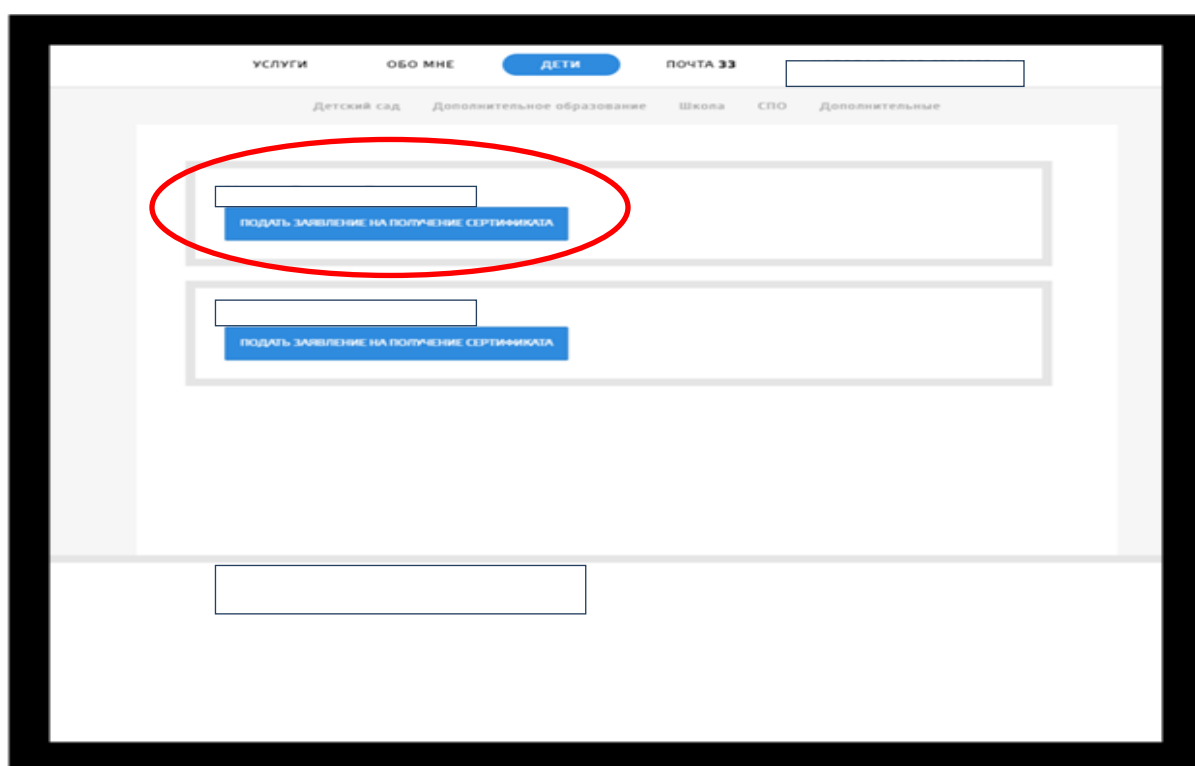 УСЛУГИ ОБО МНЕ ДЕТИ ПОЧТА 33
Детский сад Дополнительное образование Школа СПО Дополнительные
ПОДАТЬ ЗАЯВЛЕНИЕ НА ПОЛУЧЕНИЕ СЕРТИФИКАТА
ПОДАТЬ ЗАЯВЛЕНИЕ НА ПОЛУЧЕНИЕ СЕРТИФИКАТА